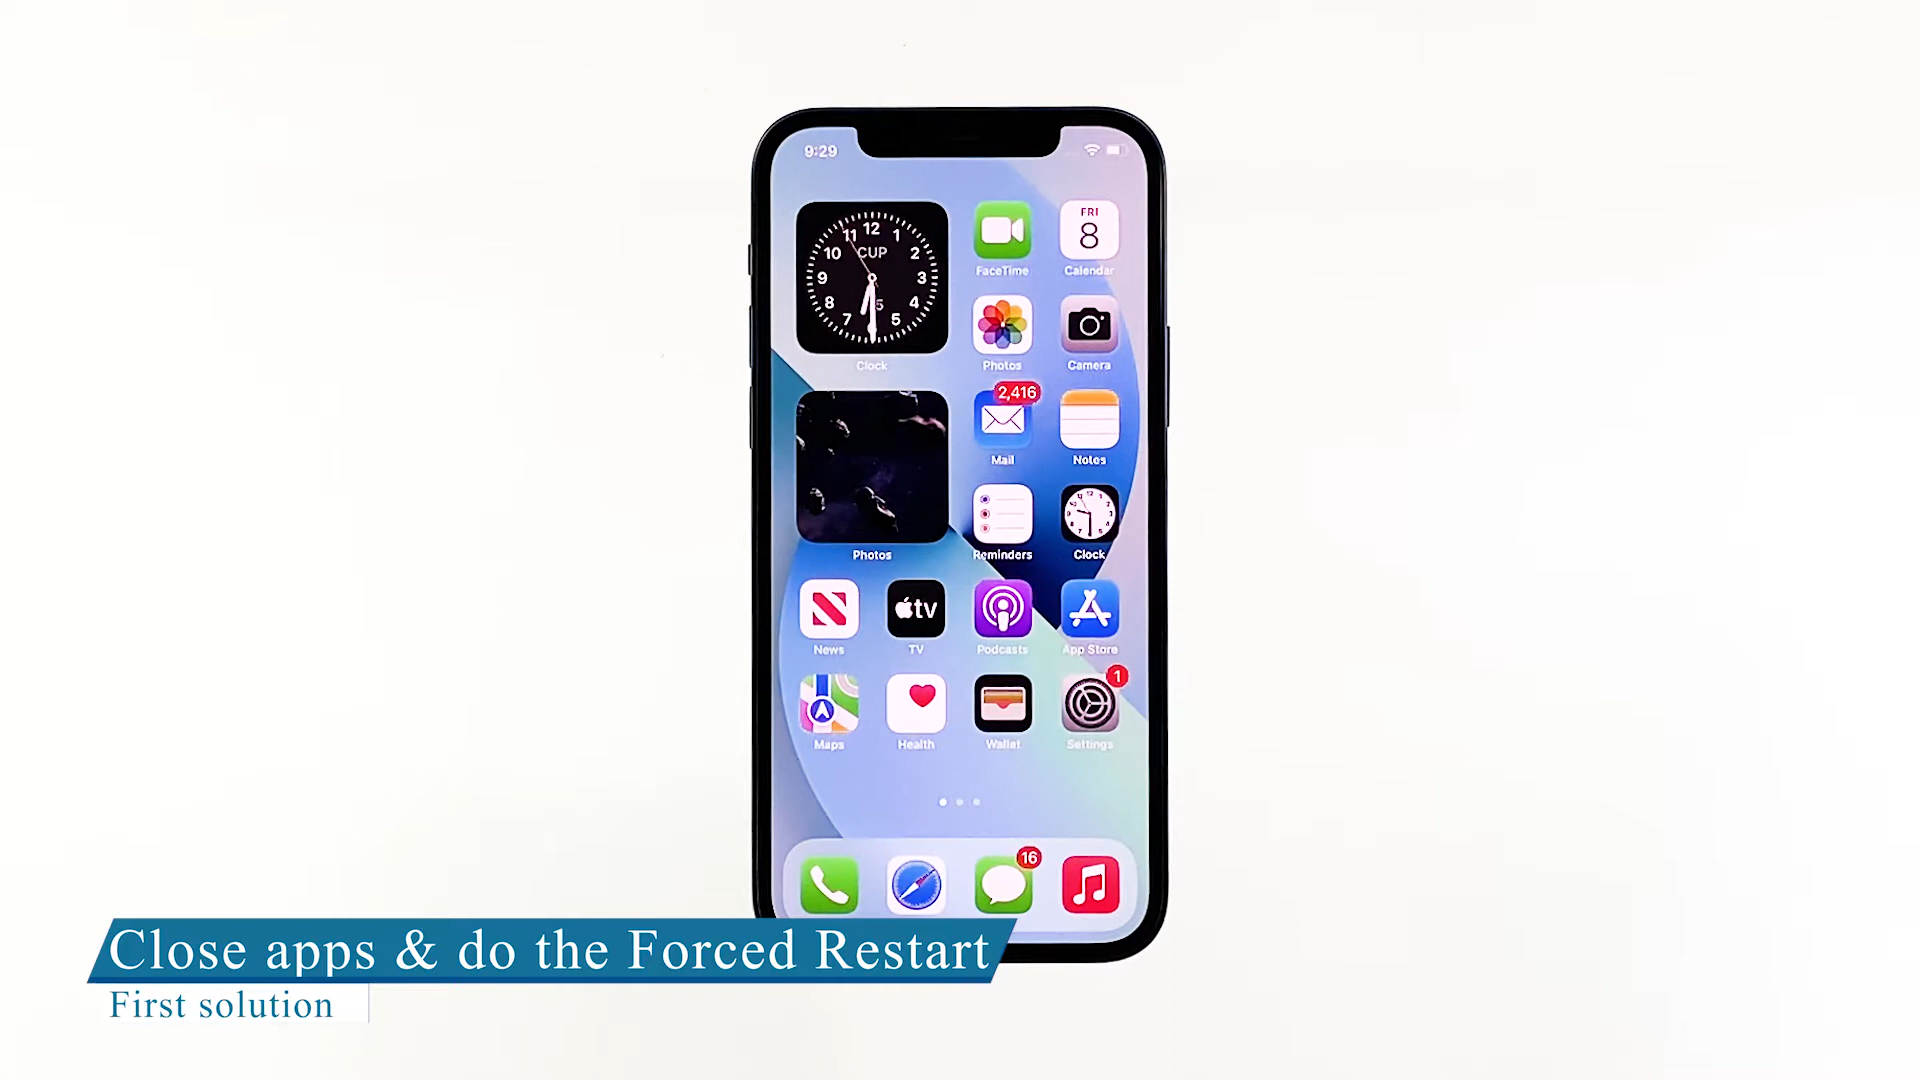 9:29
12
11
1
10
CUP
2
9
3
8
5
4
7
5
Clock
FaceTime
FRI
8
Calendar
Photos
Camera
Photos
2,416
Mail
Notes
Reminders
Clock
News
tv
TV
Podcasts
App Store
Maps
Health
Wallet
1
Settings
16
Close apps & do the Forced Restart
First solution